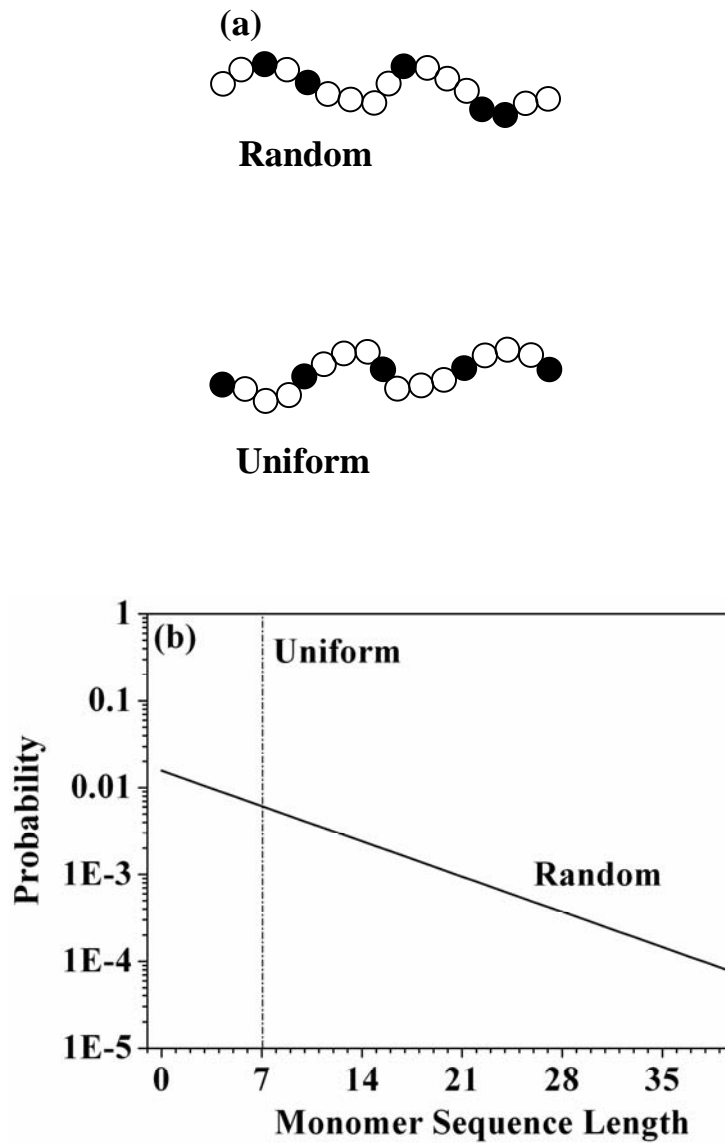 (a)
Random
Uniform
1
(b)
Uniform
0.1
0.01
Probability
1E-3
Random
1E-4
1E-5
0 7 14 21 28 35
Monomer Sequence Length